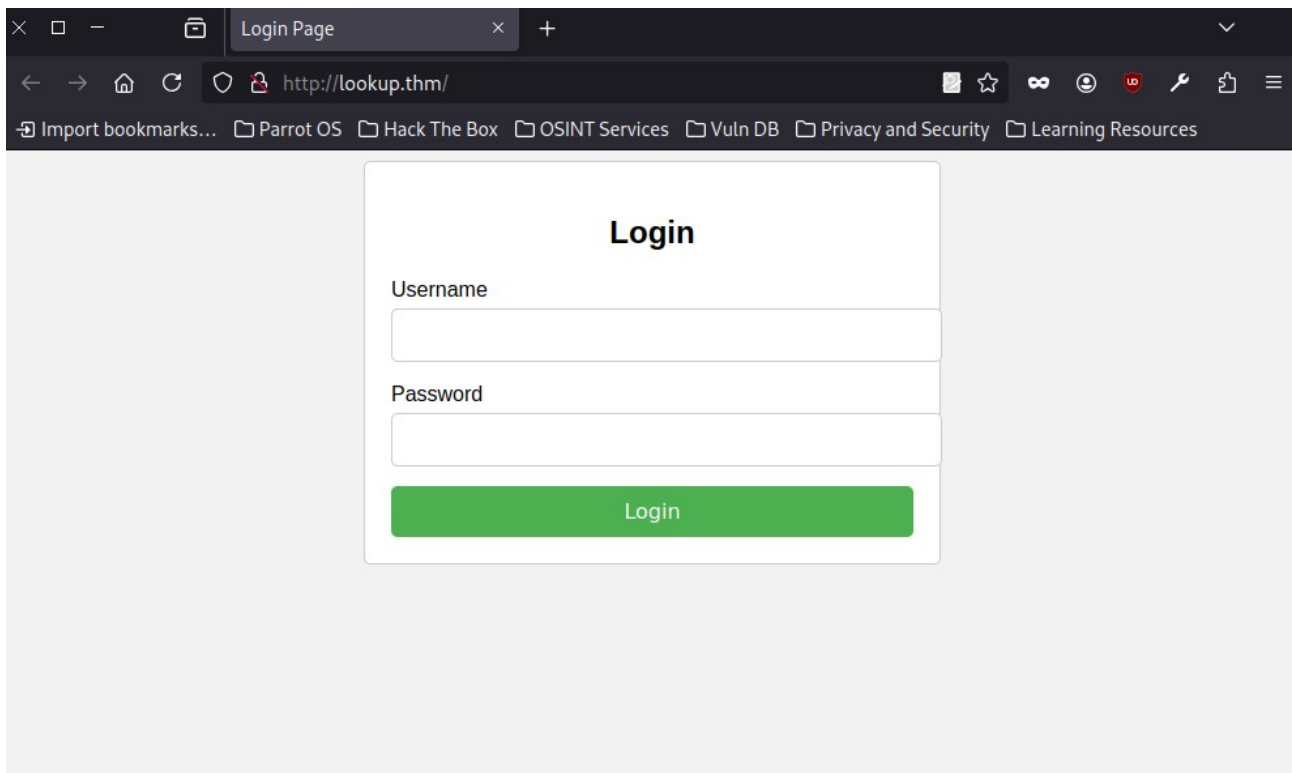 Login Page
http://lookup.thm/
Import bookmarks... Parrot OS Hack The Box OSINT Services Vuln DB Privacy and Security Learning Resources
Login
Username
Password
Login